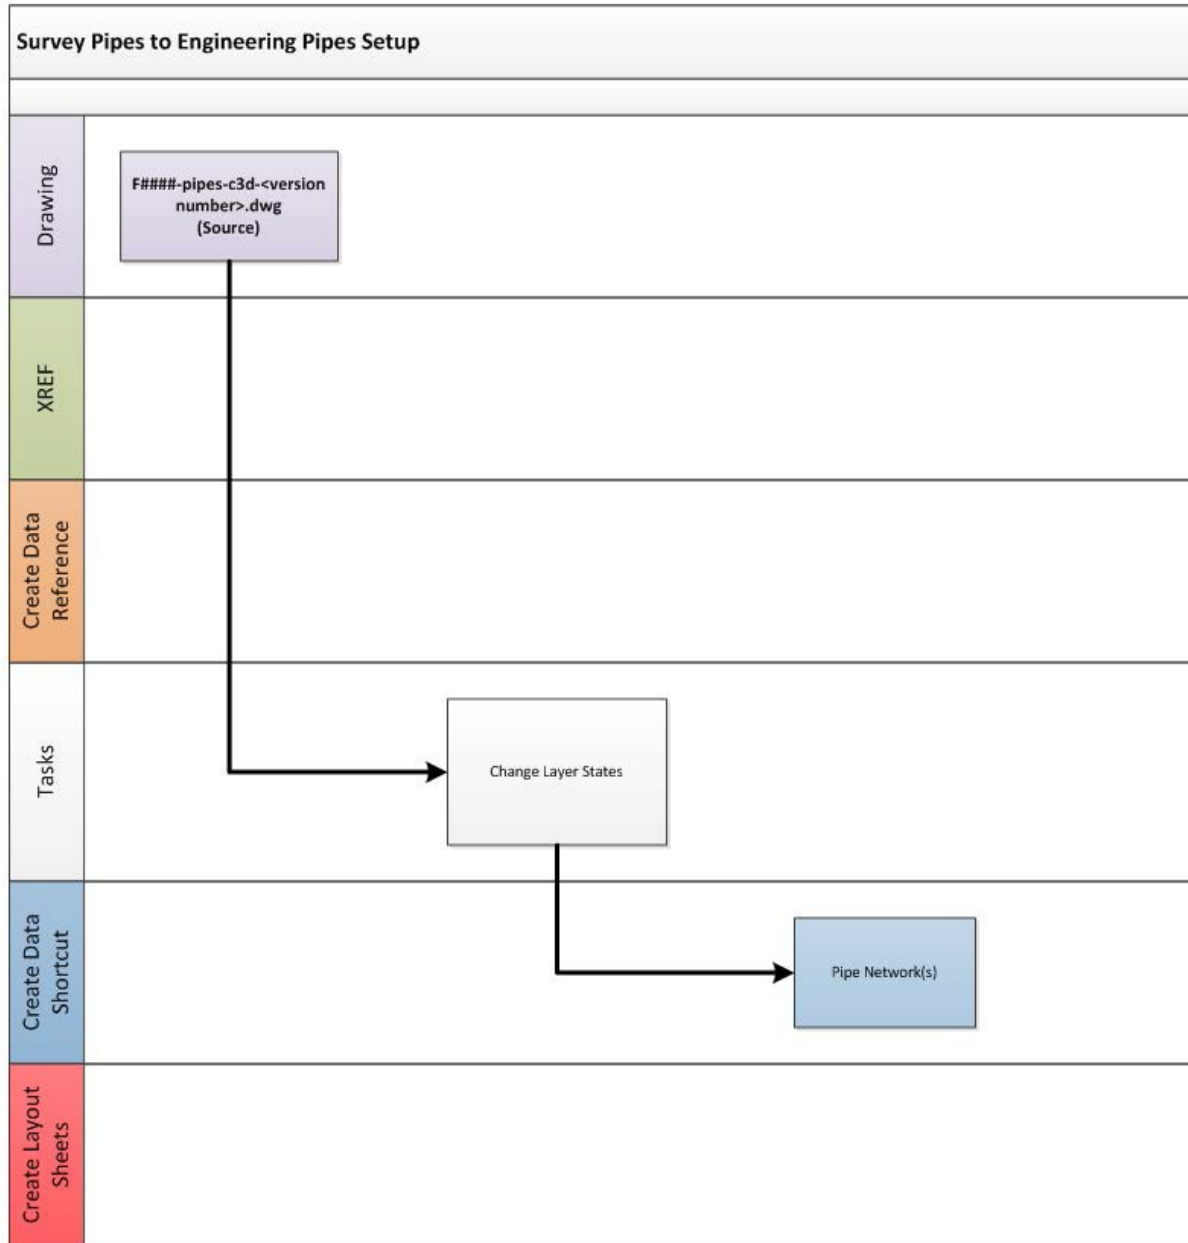 Survey Pipes to Engineering Pipes Setup
Drawing
F####-pipes-c3d-<version
number>.dwg
(Source)
XREF
Create Data
Reference
Tasks
Change Layer States
Create Data
Shortcut
Pipe Network(s)
Create Layout
Sheets